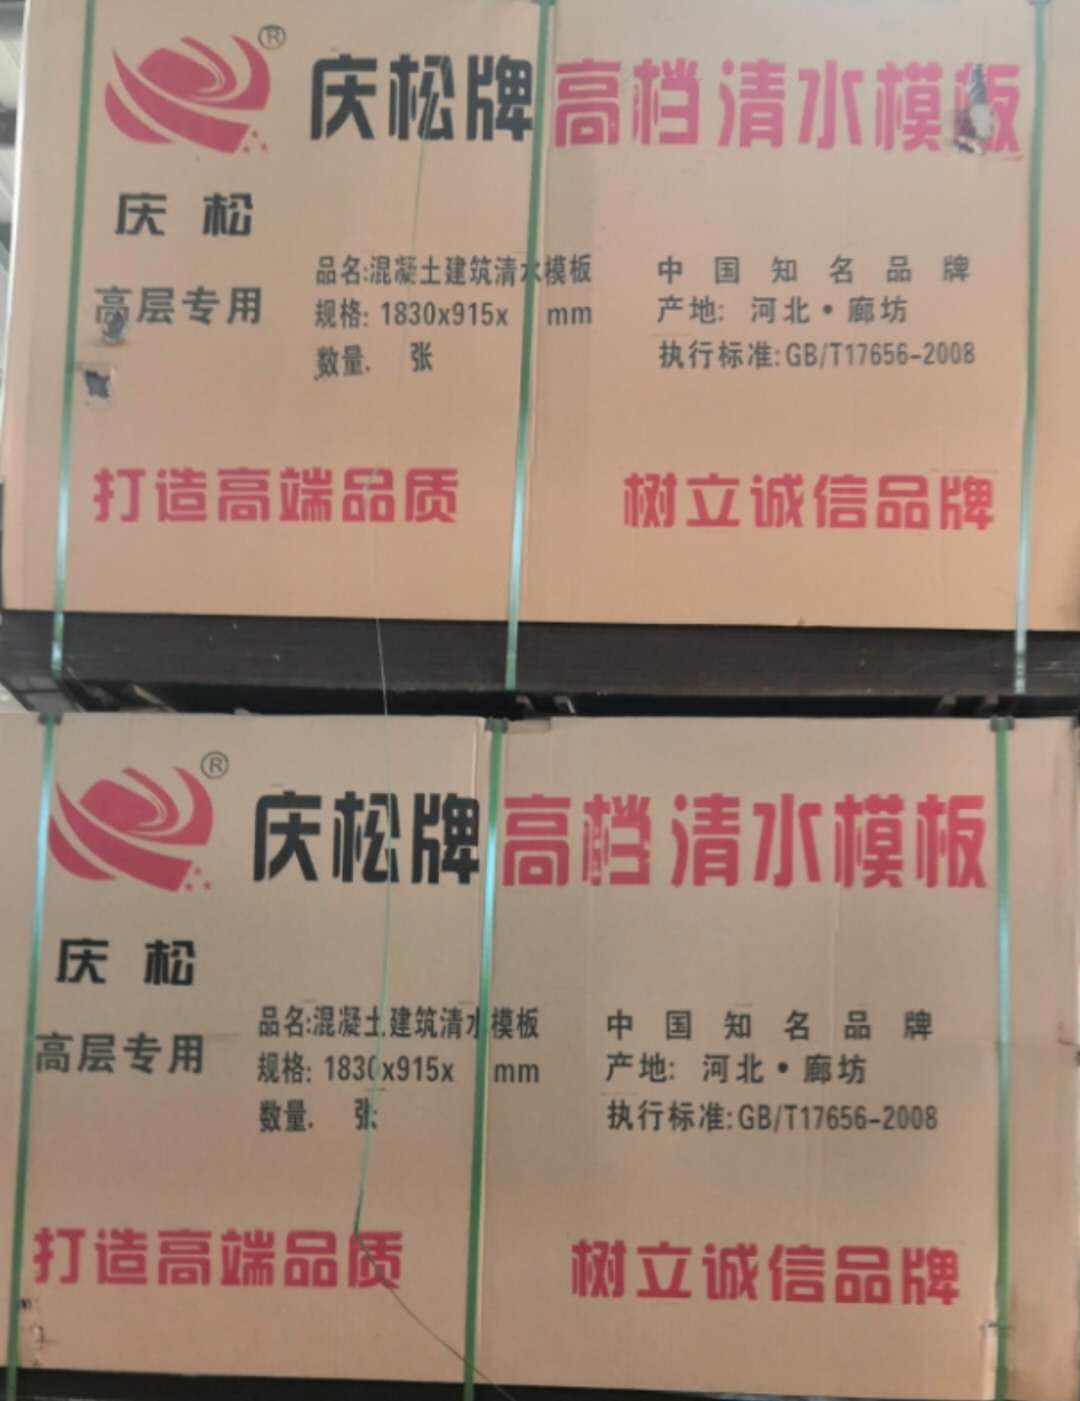 ®
庆松牌高档清水模板
庆 松
高层专用
品名:混凝土建筑清水模板
规格: 1830x915x mm
数量. 张
中国知名品牌
产地: 河北·廊坊
执行标准:GB/T17656-2008
打造高端品质
树立诚信品牌
®
庆松牌高档清水模板
庆 松
高层专用
品名:混凝土建筑清水模板
规格: 1830x915x mm
数量. 张
中国知名品牌
产地: 河北·廊坊
执行标准:GB/T17656-2008
打造高端品质
树立诚信品牌